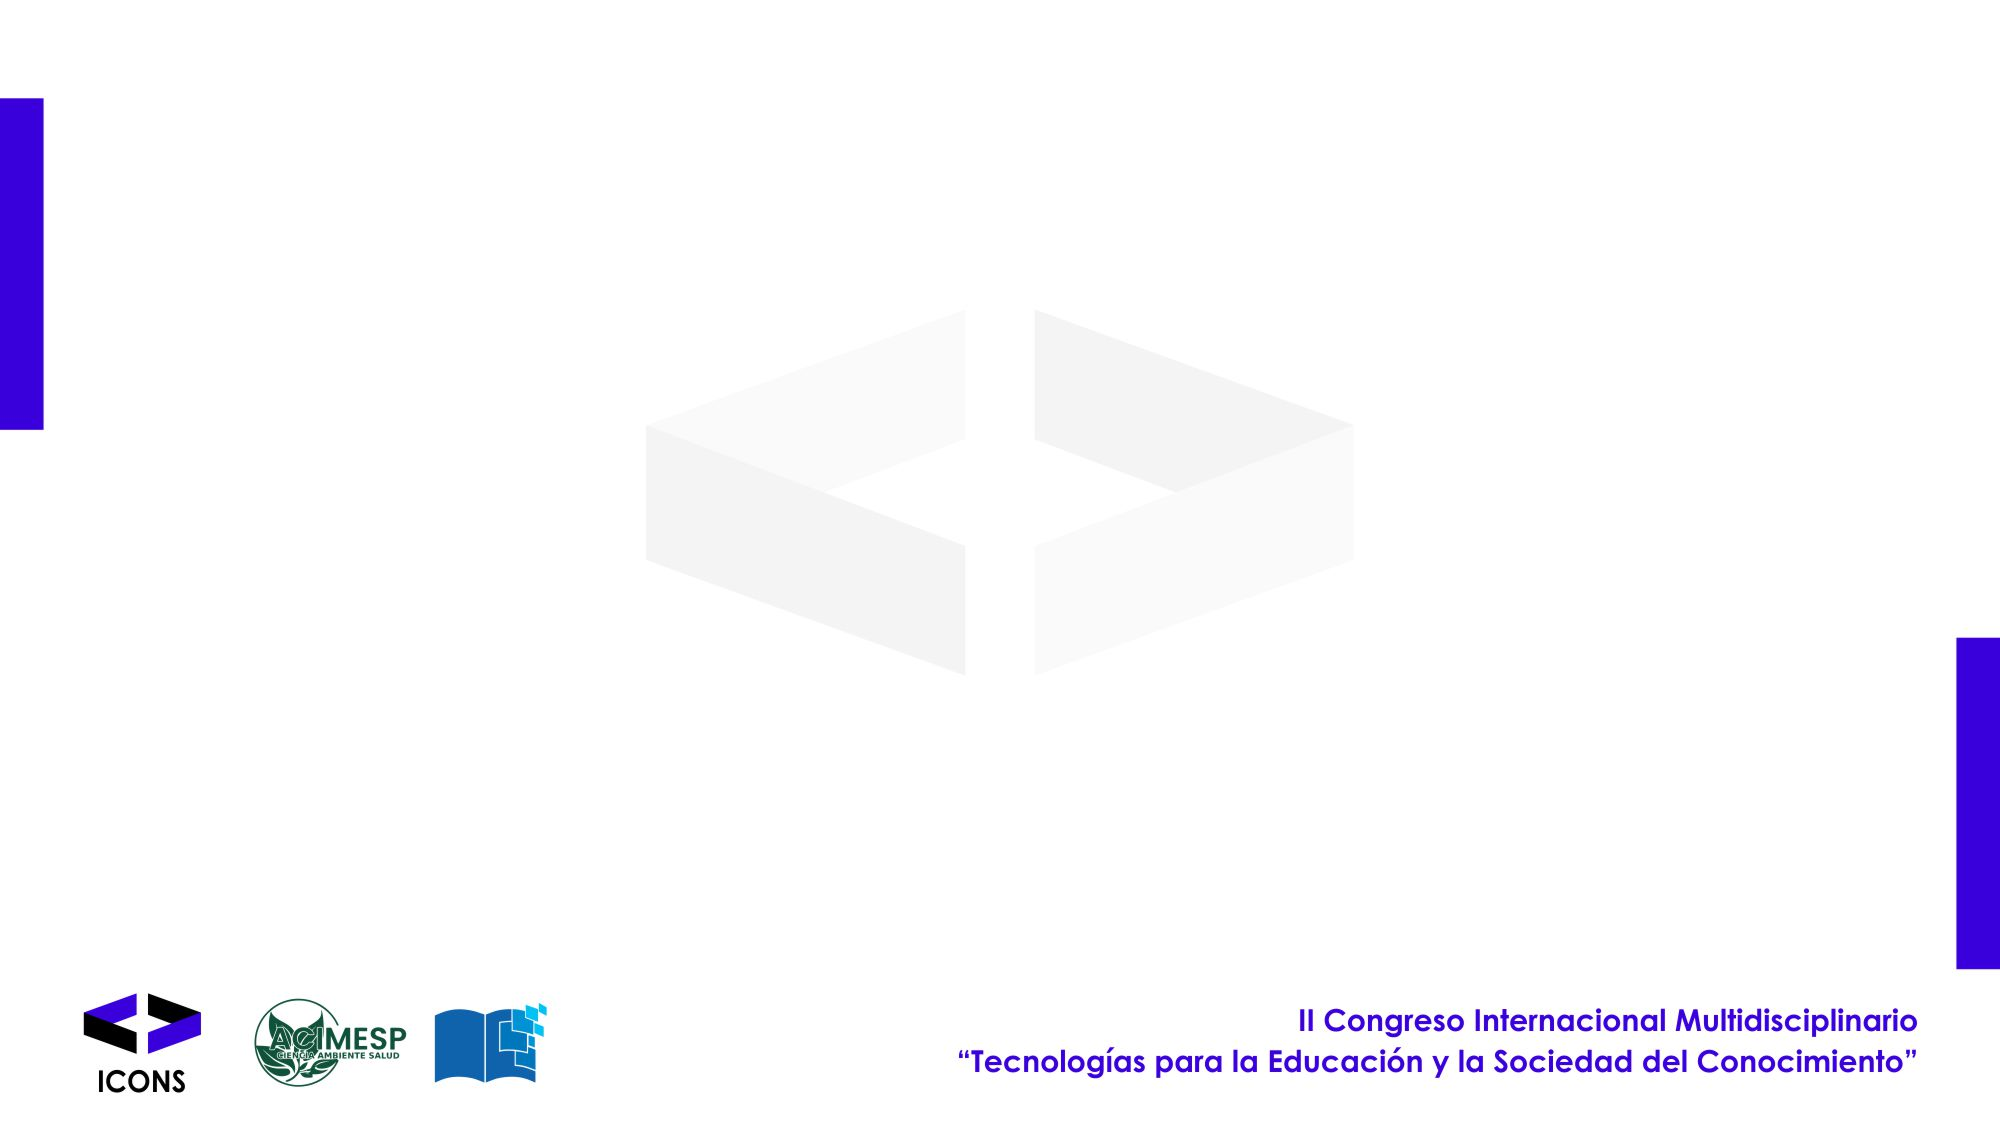 ICONS
ACIMESP
CIENCIA AMBIENTE SALUD
II Congreso Internacional Multidisciplinario
“Tecnologías para la Educación y la Sociedad del Conocimiento”